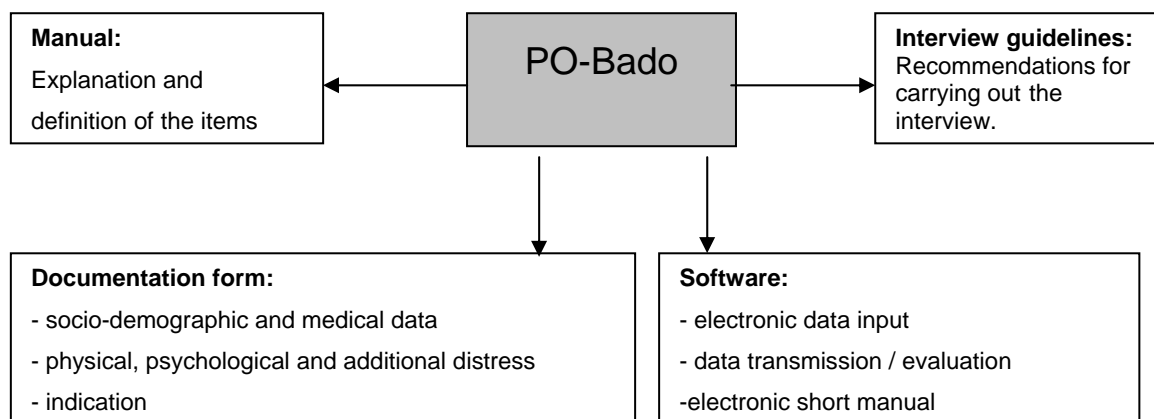 Manual:
Explanation and
definition of the items
PO-Bado
Interview guidelines:
Recommendations for
carrying out the
interview.
Documentation form:
- socio-demographic and medical data
- physical, psychological and additional distress
- indication
Software:
- electronic data input
- data transmission / evaluation
-electronic short manual